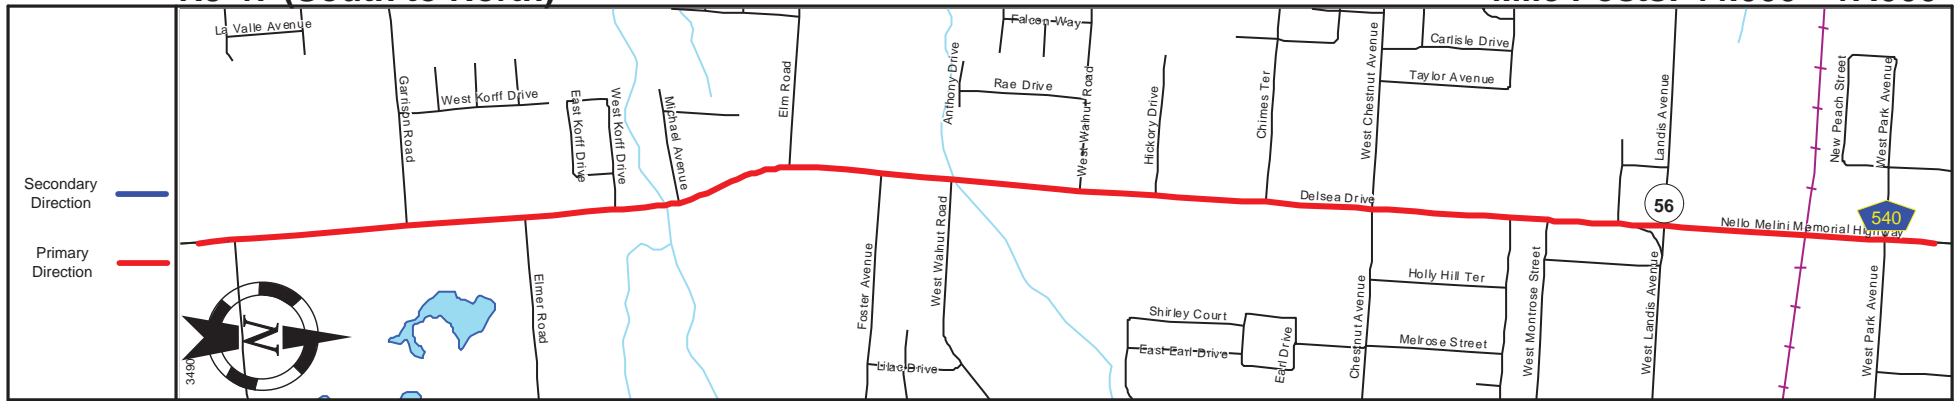 La Valle Avenue
Garrison Road
West Korff Drive
East Korff Drive
West Korff Drive
Michael Avenue
Elm Road
Anthony Drive
Falcon Way
Rae Drive
West Walnut Road
Hickory Drive
Chimes Ter
West Chestnut Avenue
Carlisle Drive
Taylor Avenue
Landis Avenue
New Peach Street
West Park Avenue
Secondary
Direction
Primary
Direction
Delsea Drive
56
Nello Melini Memorial Highway
540
N
Elmer Road
Foster Avenue
West Walnut Road
Lilac Drive
Shirley Court
East Earl Drive
Earl Drive
Chestnut Avenue
Holly Hill Ter
Melrose Street
West Montrose Street
West Landis Avenue
West Park Avenue